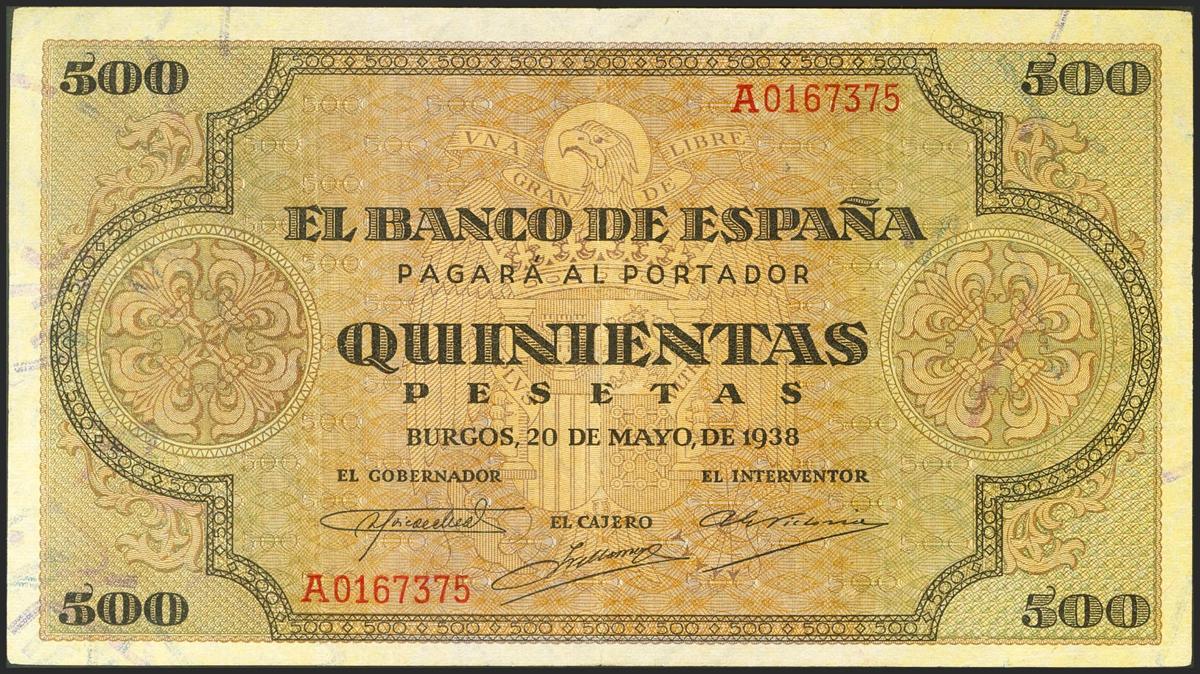 500 500
A0167375
VNA LIBRE
GRAN DE
EL BANCO DE ESPAÑA
PAGARÁ AL PORTADOR
QUINIENTAS
PESETAS
BURGOS, 20 DE MAYO, DE 1938
EL GOBERNADOR EL INTERVENTOR
EL CAJERO
A0167375
500 500